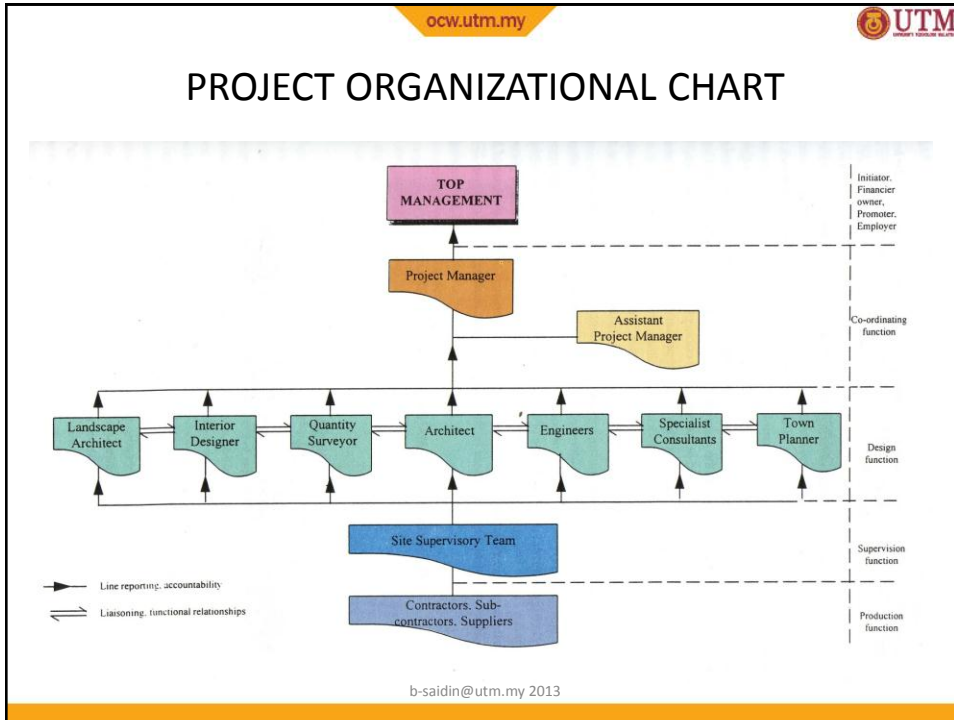 ocw.utm.my
UTM
UNIVERSITI TEKNOLOGI MALAYSIA
PROJECT ORGANIZATIONAL CHART
TOP
MANAGEMENT
Initiator.
Financier
owner,
Promoter.
Employer
Project Manager
Assistant
Project Manager
Co-ordinating
function
Landscape
Architect
Interior
Designer
Quantity
Surveyor
Architect
Engineers
Specialist
Consultants
Town
Planner
Design
function
Site Supervisory Team
Supervision
function
Line reporting. accountability
Liaisoning. functional relationships
Contractors. Sub-
contractors. Suppliers
Production
function
b-saidin@utm.my 2013